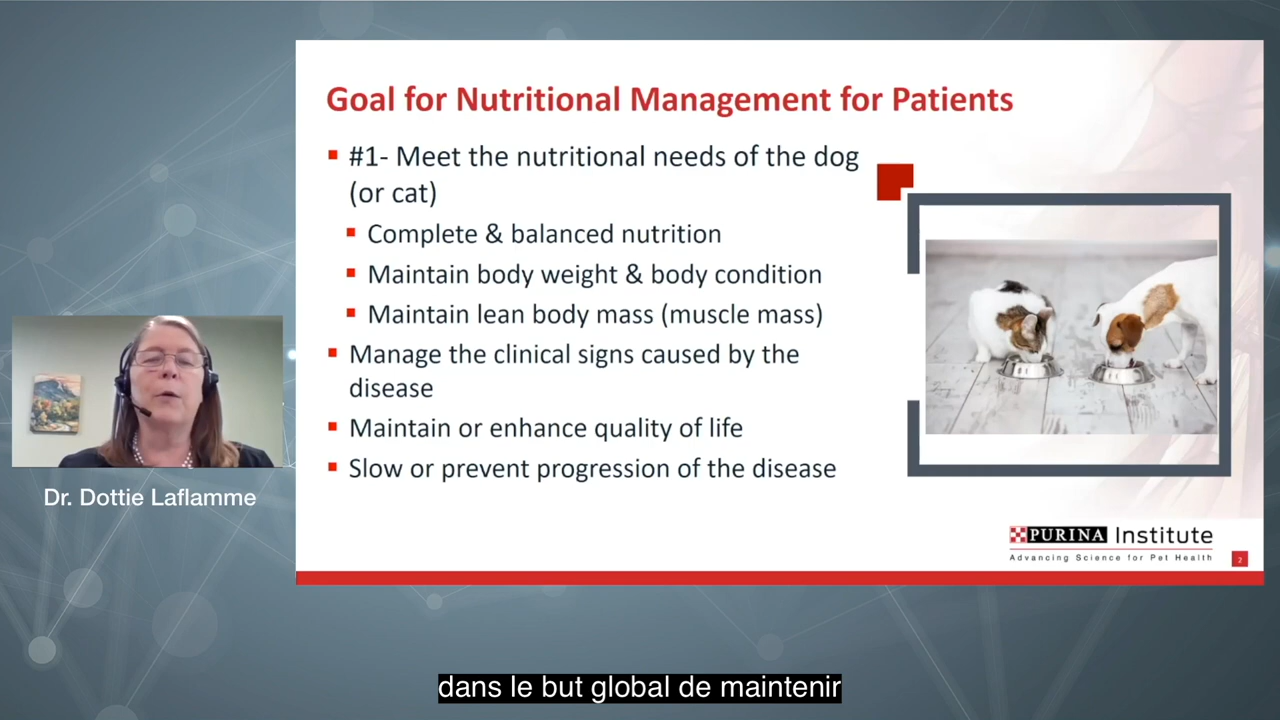 Goal for Nutritional Management for Patients
#1- Meet the nutritional needs of the dog
(or cat)
Complete & balanced nutrition
Maintain body weight & body condition
Maintain lean body mass (muscle mass)
Manage the clinical signs caused by the
disease
Maintain or enhance quality of life
Slow or prevent progression of the disease
Dr. Dottie Laflamme
PURINA Institute
Advancing Science for Pet Health
2
dans le but global de maintenir